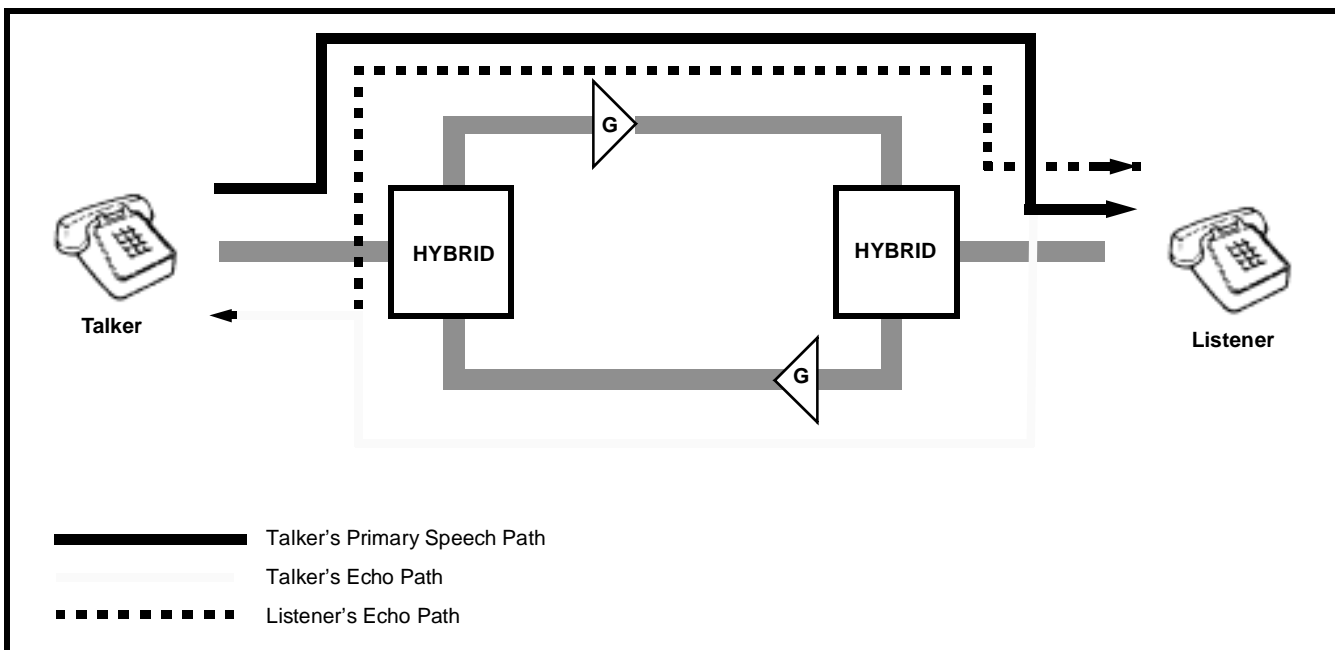 G
HYBRID
HYBRID
Talker
Listener
G
Talker’s Primary Speech Path
Talker’s Echo Path
Listener’s Echo Path